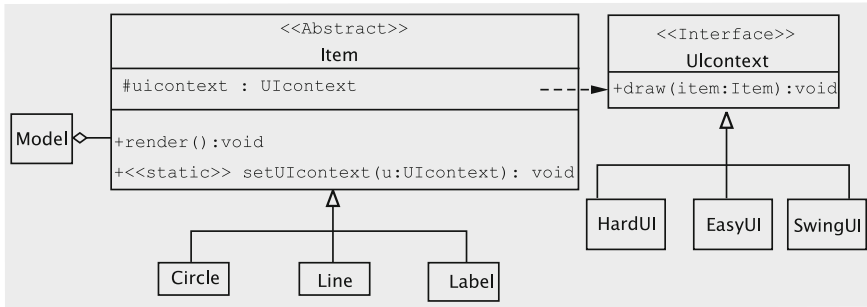 <<Abstract>>
Item
#uicontext : UIcontext
+render():void
+<<static>> setUIcontext(u:UIcontext): void
<<Interface>>
UIcontext
+draw(item:Item):void
Model
HardUI
EasyUI
SwingUI
Circle
Line
Label